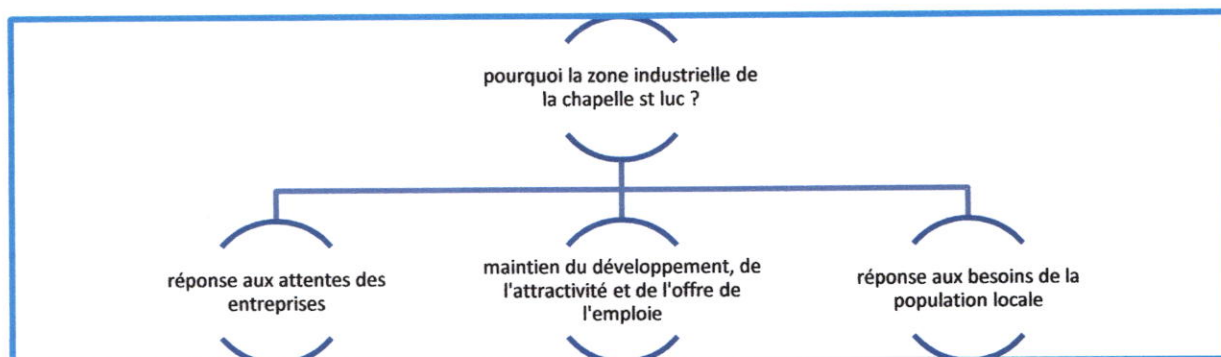 pourquoi la zone industrielle de
la chapelle st luc ?
réponse aux attentes des
entreprises
maintien du développement, de
l'attractivité et de l'offre de
l'emploie
réponse aux besoins de la
population locale